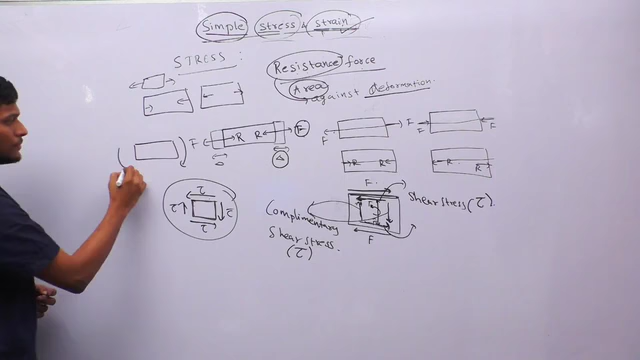 Simple stress & strain
STRESS :
Resistance force
Area
against deformation
F R R F
Δ Δ
F F F F
R R
τ
τ τ
τ
F
F
Shear stress (τ)
Complimentary
Shear stress.
(τ)